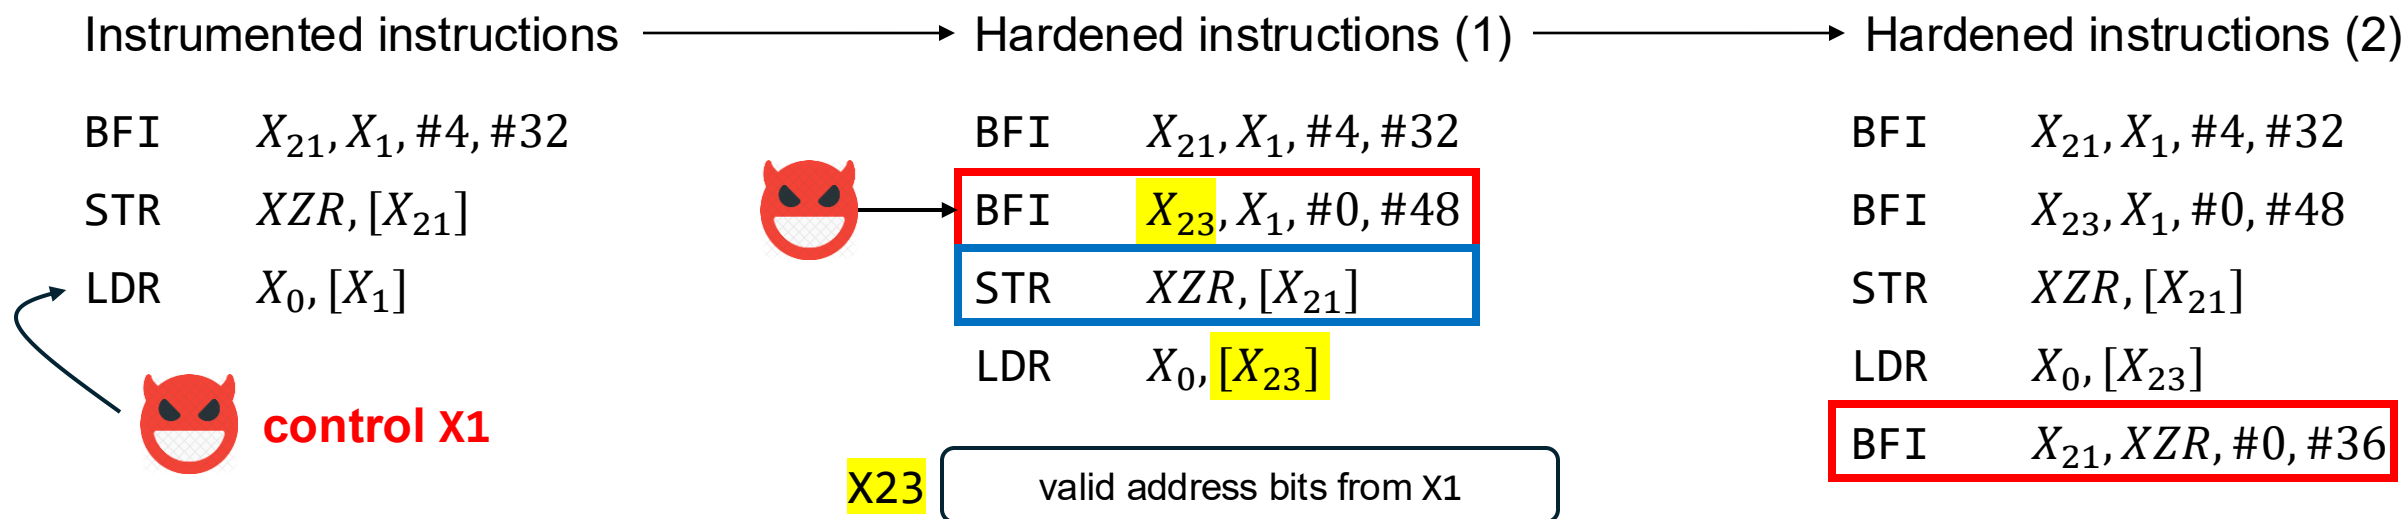 Instrumented instructions
BFI X21, X1, #4, #32
STR XZR, [X21]
LDR X0, [X1]
control X1
Hardened instructions (1)
BFI X23, X1, #0, #48
BFI X21, X1, #4, #32
STR XZR, [X21]
LDR X0, [X23]
X23 valid address bits from X1
Hardened instructions (2)
BFI X21, X1, #4, #32
BFI X23, X1, #0, #48
STR XZR, [X21]
LDR X0, [X23]
BFI X21, XZR, #0, #36